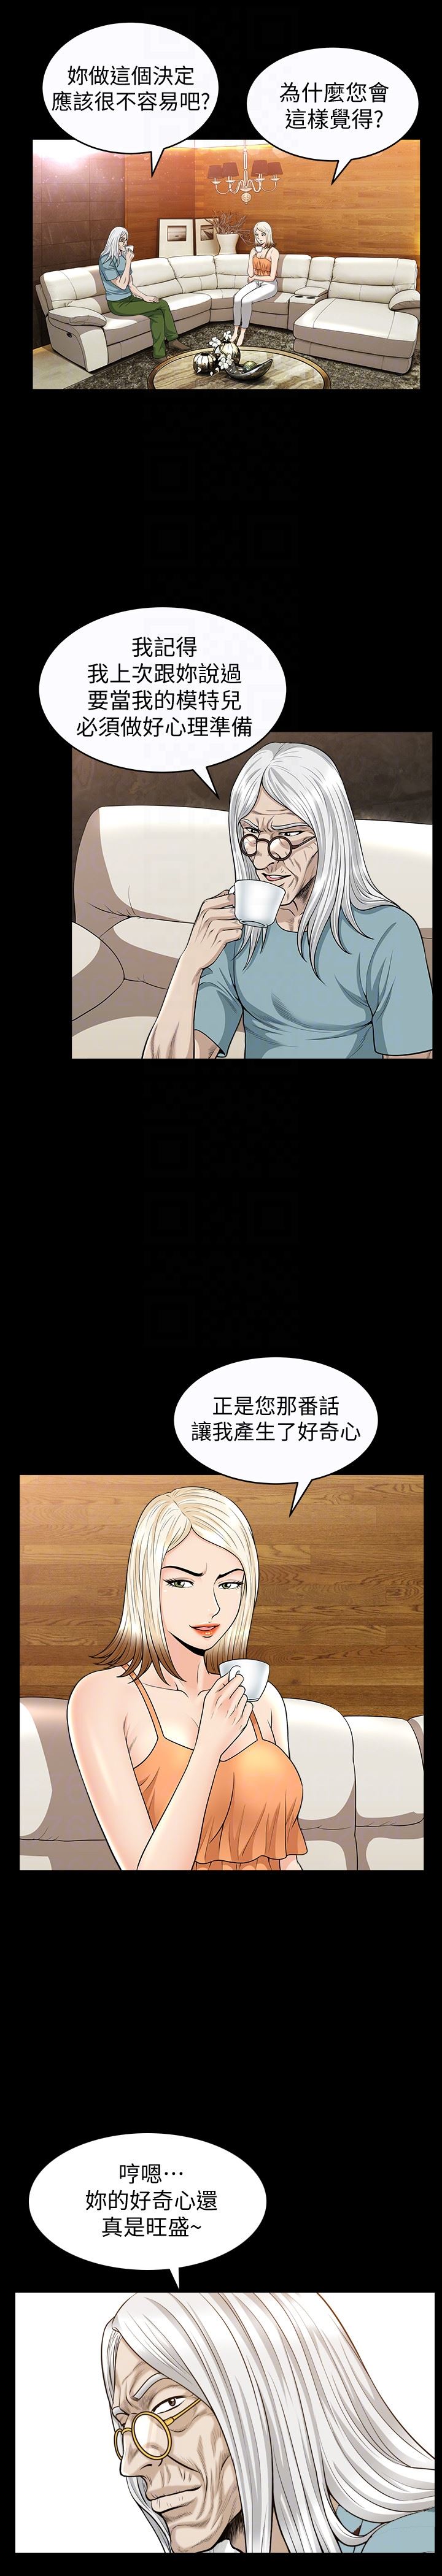 妳做這個決定
應該很不容易吧?
為什麼您會
這樣覺得?
我記得
我上次跟妳說過
要當我的模特兒
必須做好心理準備
正是您那番話
讓我產生了好奇心
哼嗯…
妳的好奇心還
真是旺盛~